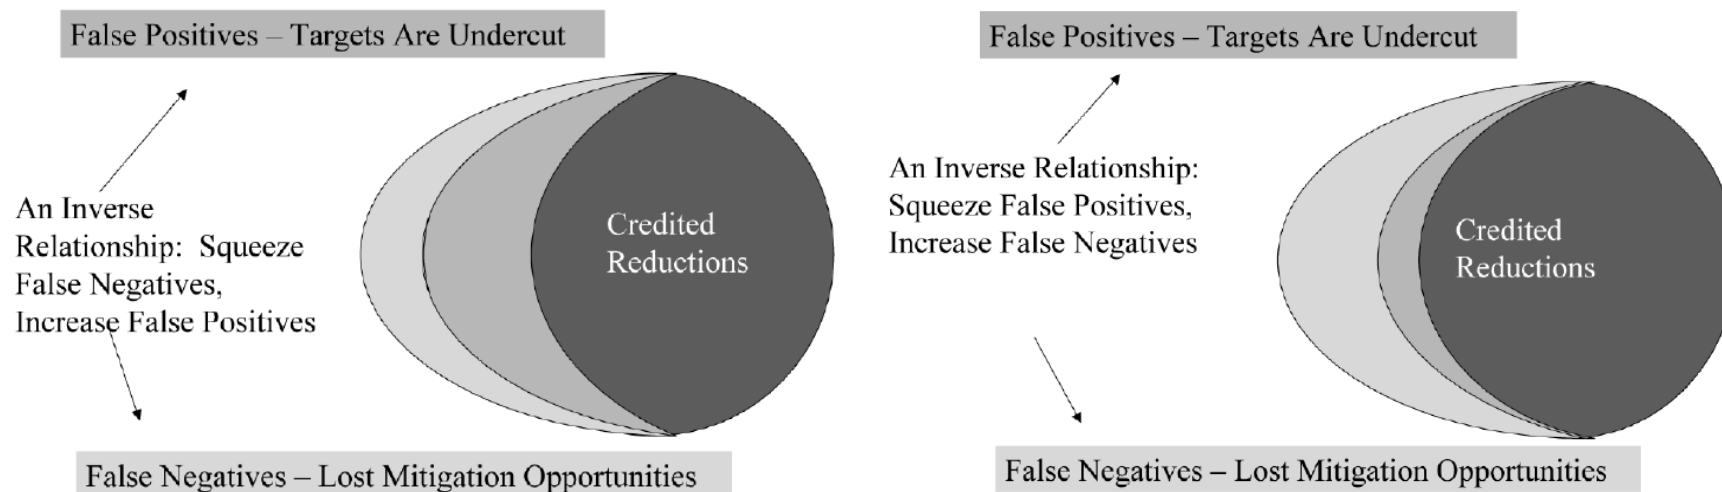 False Positives – Targets Are Undercut
An Inverse
Relationship:  Squeeze
False Negatives,
Increase False Positives
Credited
Reductions
False Negatives – Lost Mitigation Opportunities
False Positives – Targets Are Undercut
An Inverse Relationship:
Squeeze False Positives,
Increase False Negatives
Credited
Reductions
False Negatives – Lost Mitigation Opportunities